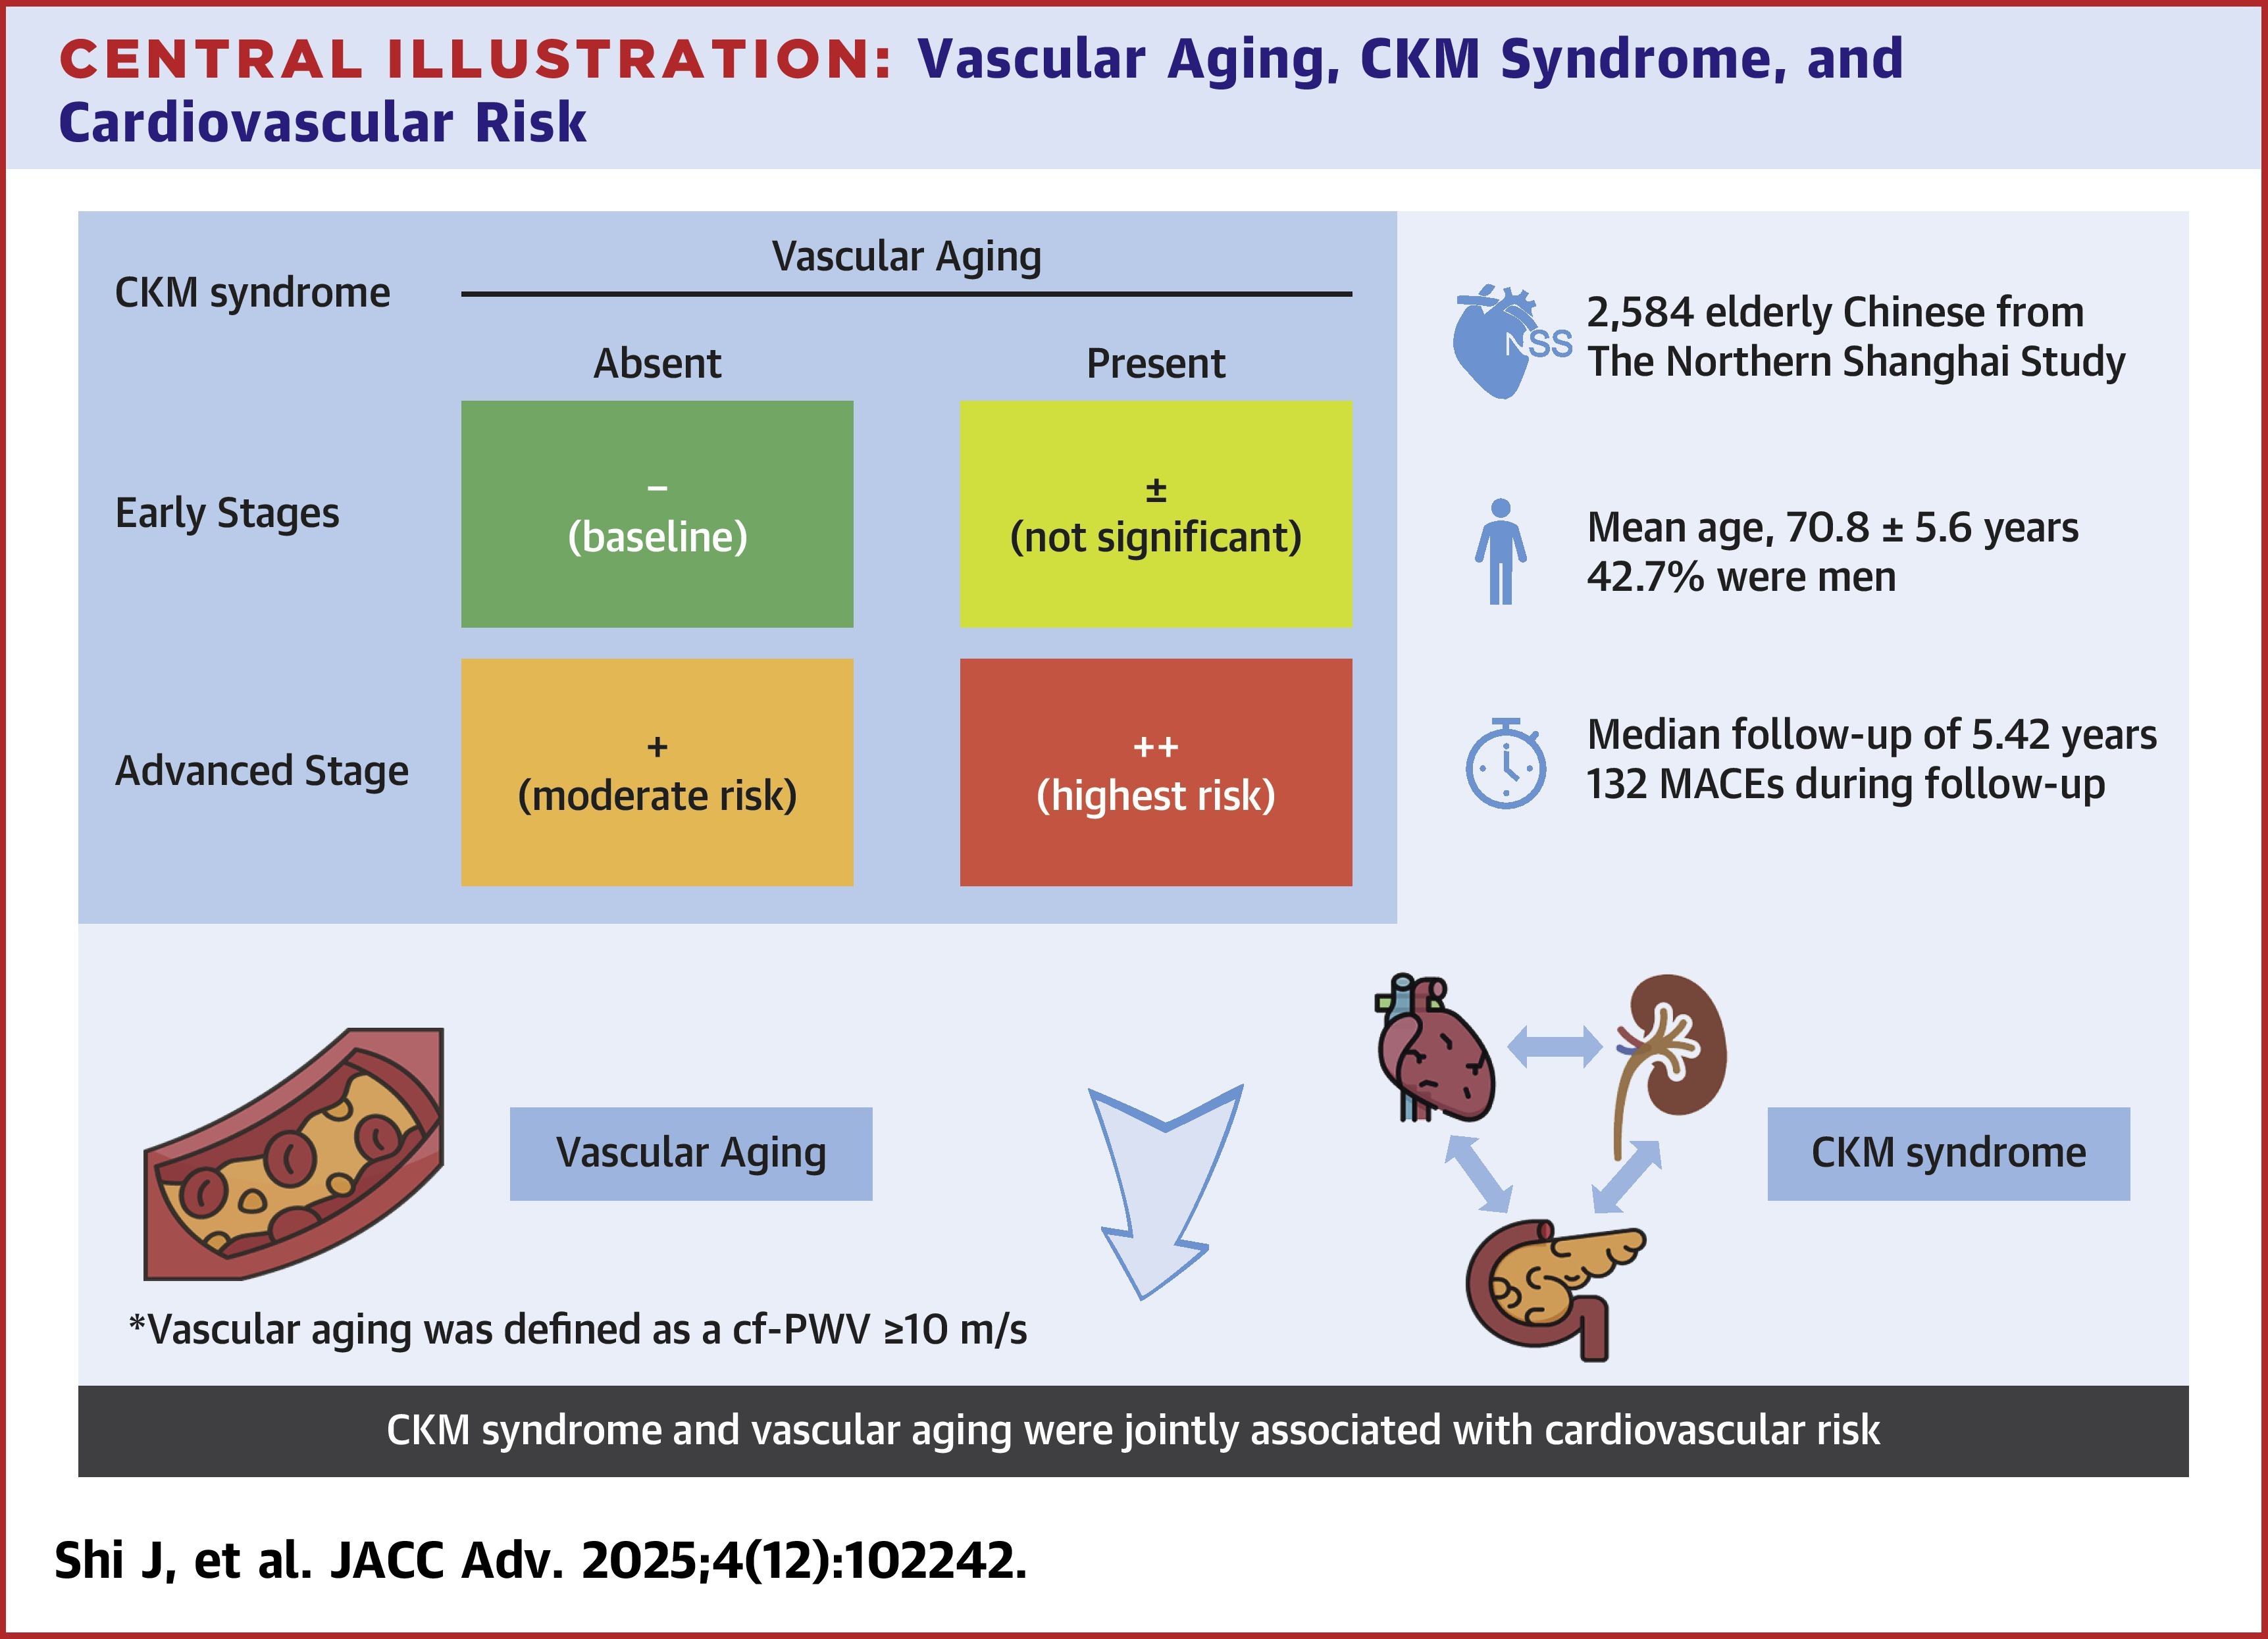 CENTRAL ILLUSTRATION: Vascular Aging, CKM Syndrome, and
Cardiovascular Risk
CKM syndrome
Vascular Aging
Absent
Present
Early Stages
–
(baseline)
±
(not significant)
Advanced Stage
+
(moderate risk)
++
(highest risk)
NSS
2,584 elderly Chinese from
The Northern Shanghai Study
Mean age, 70.8 ± 5.6 years
42.7% were men
Median follow-up of 5.42 years
132 MACEs during follow-up
Vascular Aging
CKM syndrome
*Vascular aging was defined as a cf-PWV ≥10 m/s
CKM syndrome and vascular aging were jointly associated with cardiovascular risk
Shi J, et al. JACC Adv. 2025;4(12):102242.